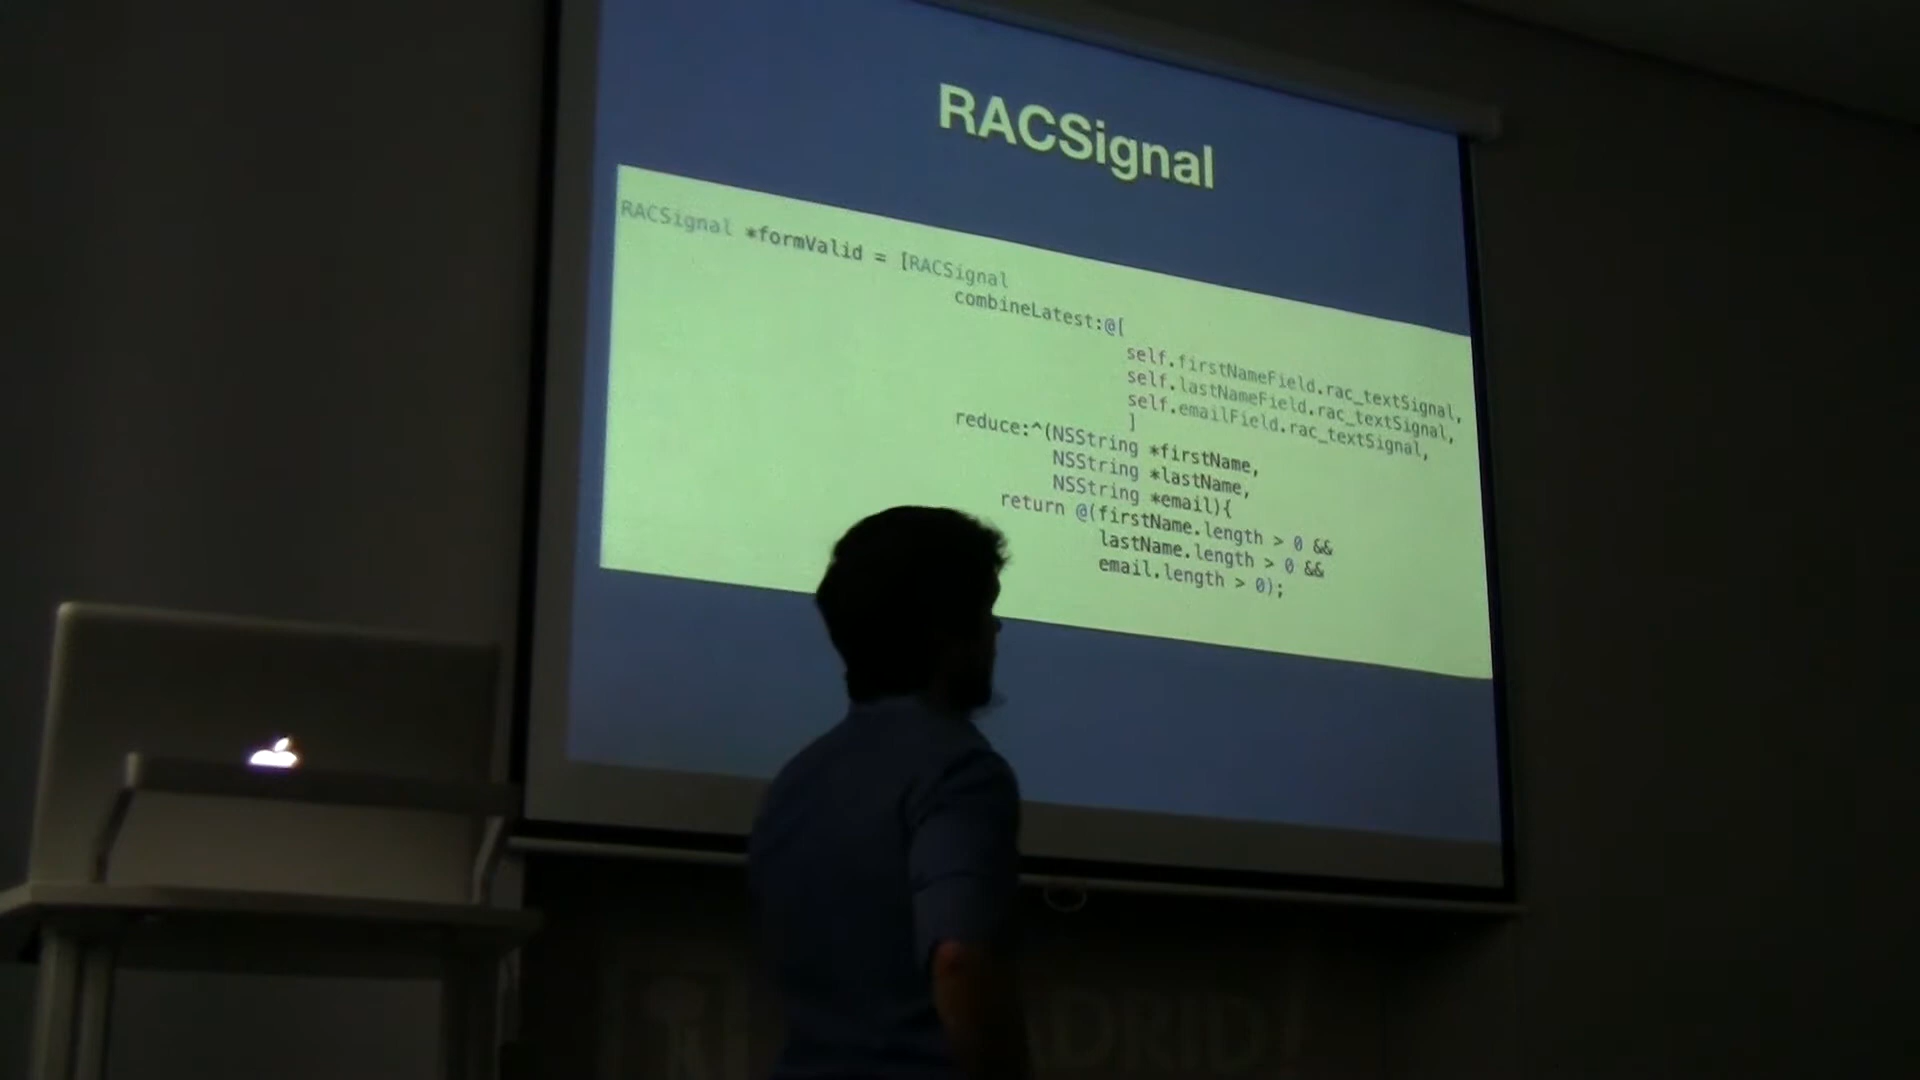 RACSignal
RACSignal *formValid = [RACSignal
combineLatest:@[
self.firstNameField.rac_textSignal,
self.lastNameField.rac_textSignal,
self.emailField.rac_textSignal,
]
reduce:^(NSString *firstName,
NSString *lastName,
NSString *email){
return @(firstName.length > 0 &&
lastName.length > 0 &&
email.length > 0);